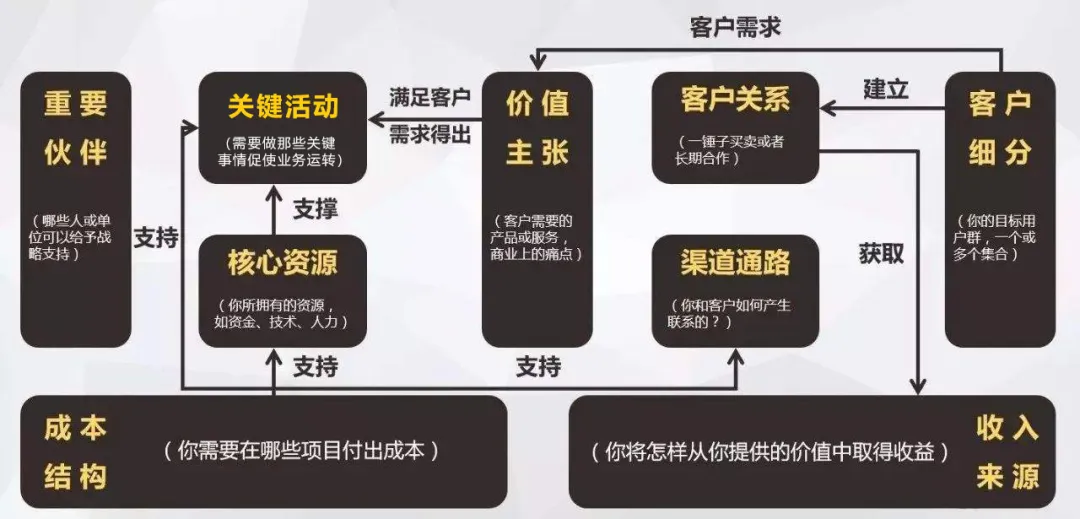 客户需求
重要
伙伴
（哪些人或单
位可以给予战
略支持）
关键活动
（需要做那些关键
事情促使业务运转）
满足客户
需求得出
价值
主张
（客户需要的
产品或服务，
商业上的痛点）
客户关系
（一锤子买卖或者
长期合作）
建立
客户
细分
（你的目标用
户群，一个或
多个集合）
支持
支撑
核心资源
（你所拥有的资源，
如资金、技术、人力）
渠道通路
（你和客户如何产生
联系的？）
获取
支持
支持
成本
结构
（你需要在哪些项目付出成本）
（你将怎样从你提供的价值中取得收益）
收入
来源